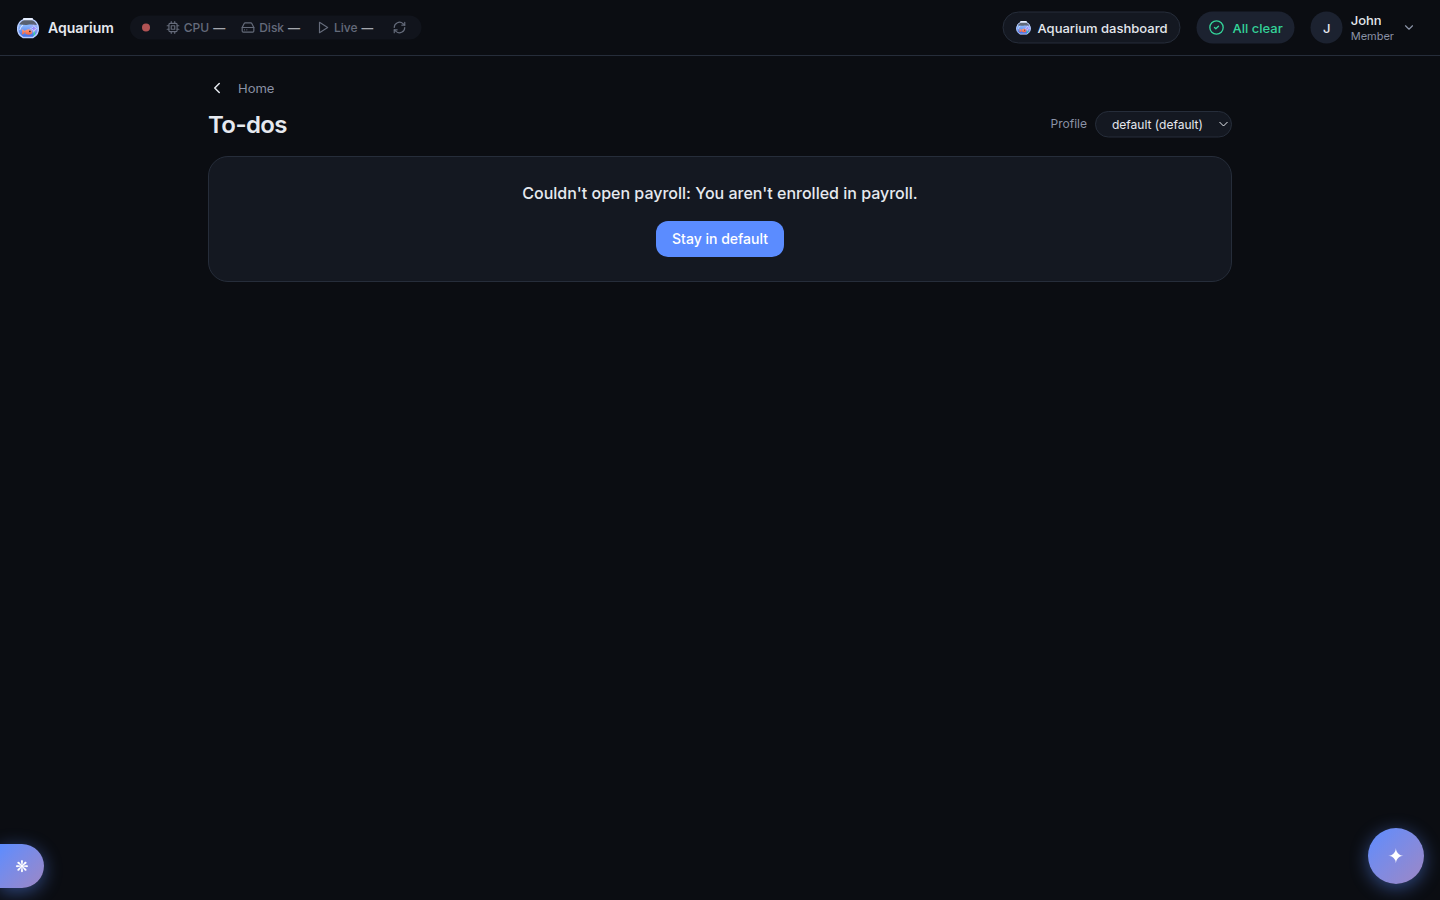 Aquarium
CPU —
Disk —
Live —
Aquarium dashboard
All clear
J
John
Member
Home
To-dos
Profile
default (default)
Couldn't open payroll: You aren't enrolled in payroll.
Stay in default